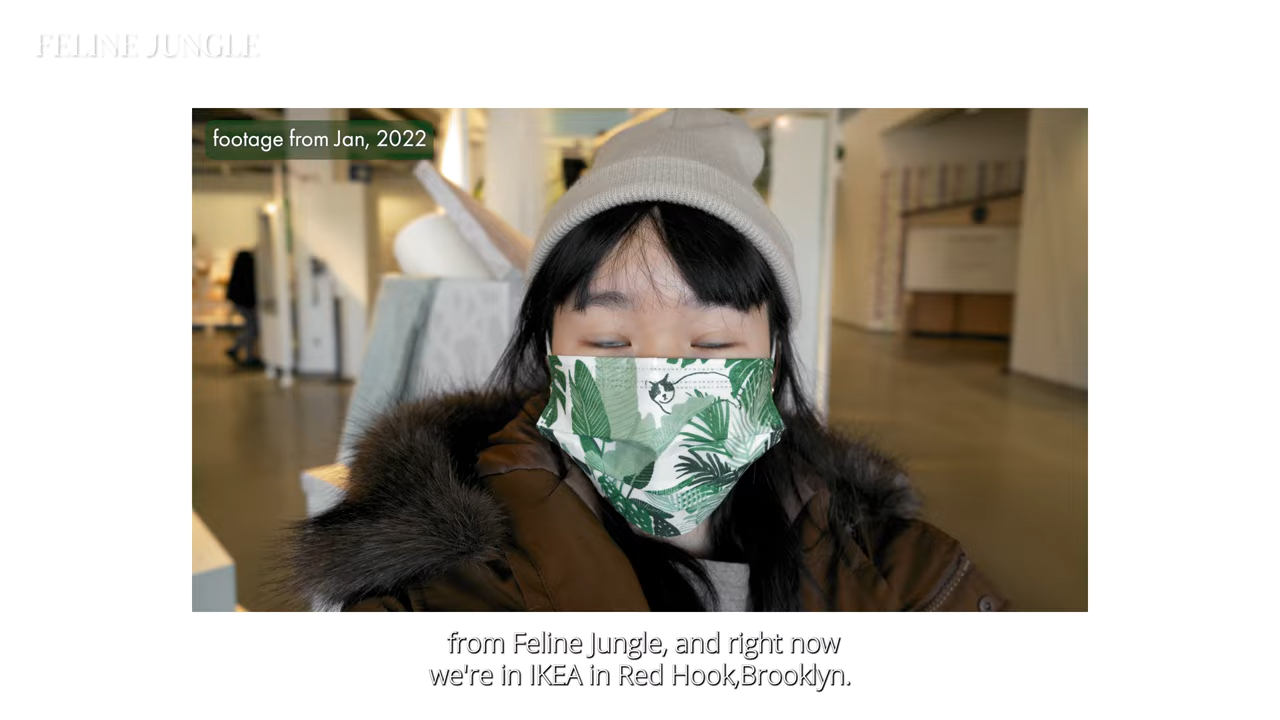 FELINE JUNGLE
footage from Jan, 2022
from Feline Jungle, and right now
we're in IKEA in Red Hook,Brooklyn.